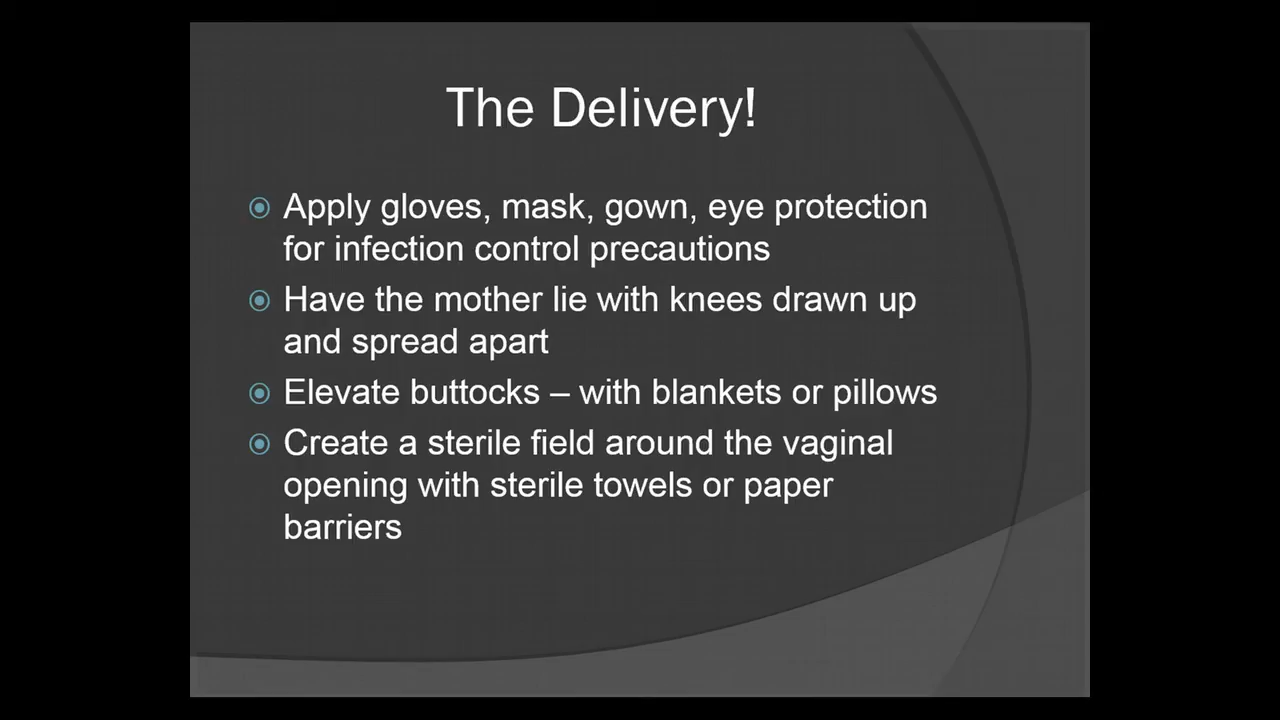 The Delivery!
Apply gloves, mask, gown, eye protection
for infection control precautions
Have the mother lie with knees drawn up
and spread apart
Elevate buttocks – with blankets or pillows
Create a sterile field around the vaginal
opening with sterile towels or paper
barriers